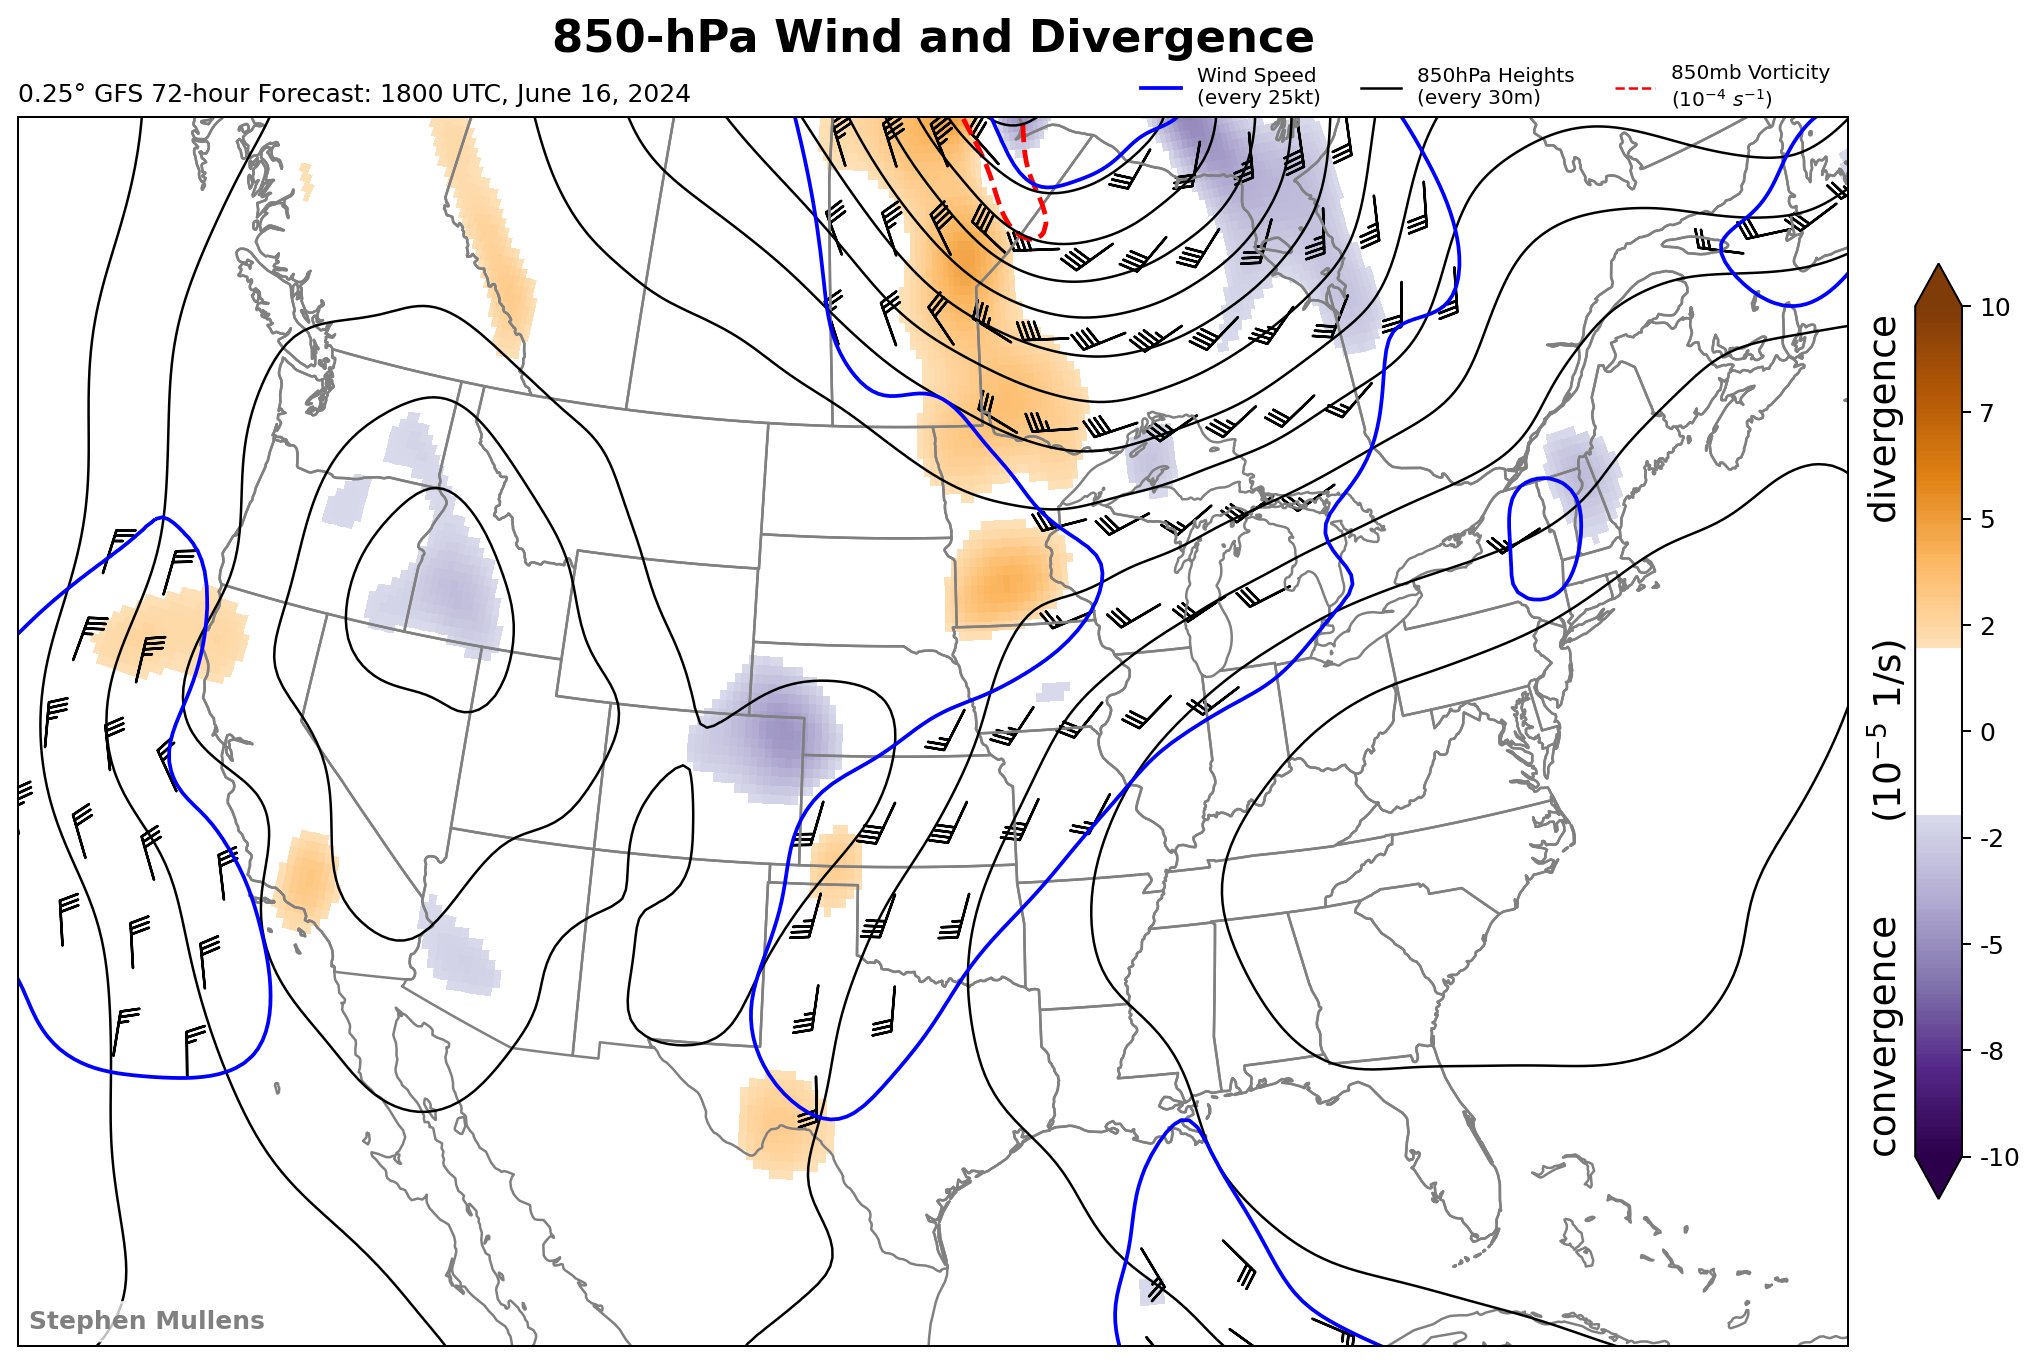 850-hPa Wind and Divergence
0.25° GFS 72-hour Forecast: 1800 UTC, June 16, 2024
Wind Speed
(every 25kt)
850hPa Heights
(every 30m)
850mb Vorticity
(10⁻⁴ s⁻¹)
10
7
5
2
0
-2
-5
-8
-10
convergence (10⁻⁵ 1/s) divergence
Stephen Mullens